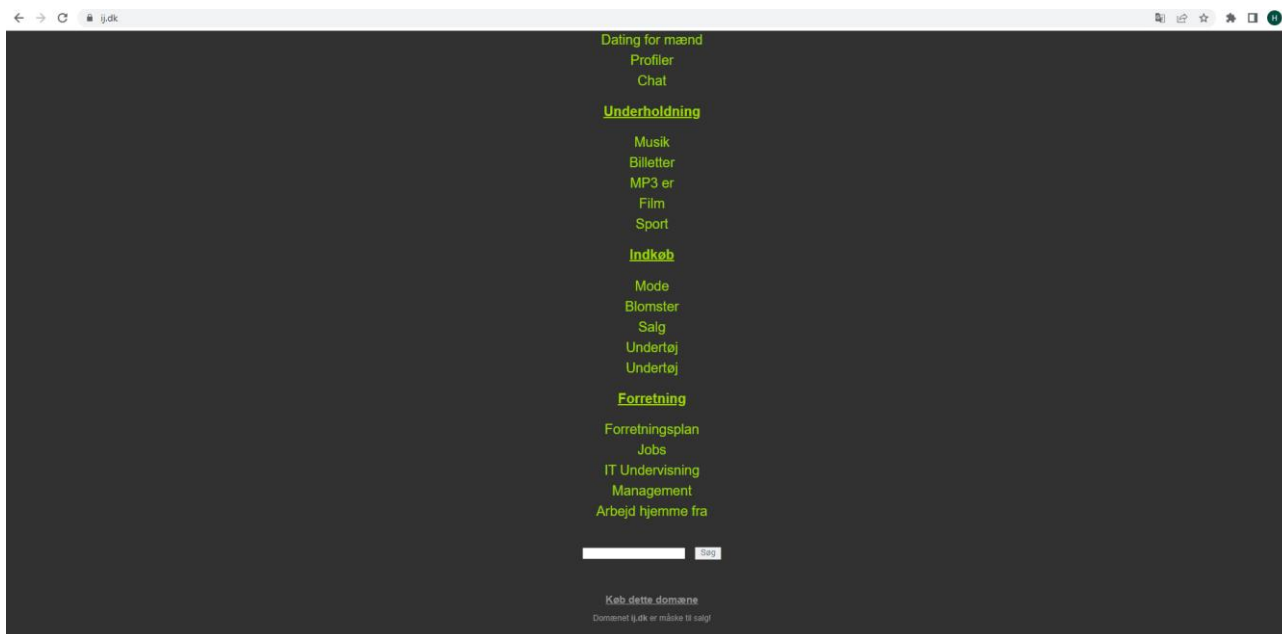 ij.dk
H
Dating for mænd
Profiler
Chat
Underholdning
Musik
Billetter
MP3 er
Film
Sport
Indkøb
Mode
Blomster
Salg
Undertøj
Undertøj
Forretning
Forretningsplan
Jobs
IT Undervisning
Management
Arbejd hjemme fra
Søg
Køb dette domæne
Domænet ij.dk er måske til salg!